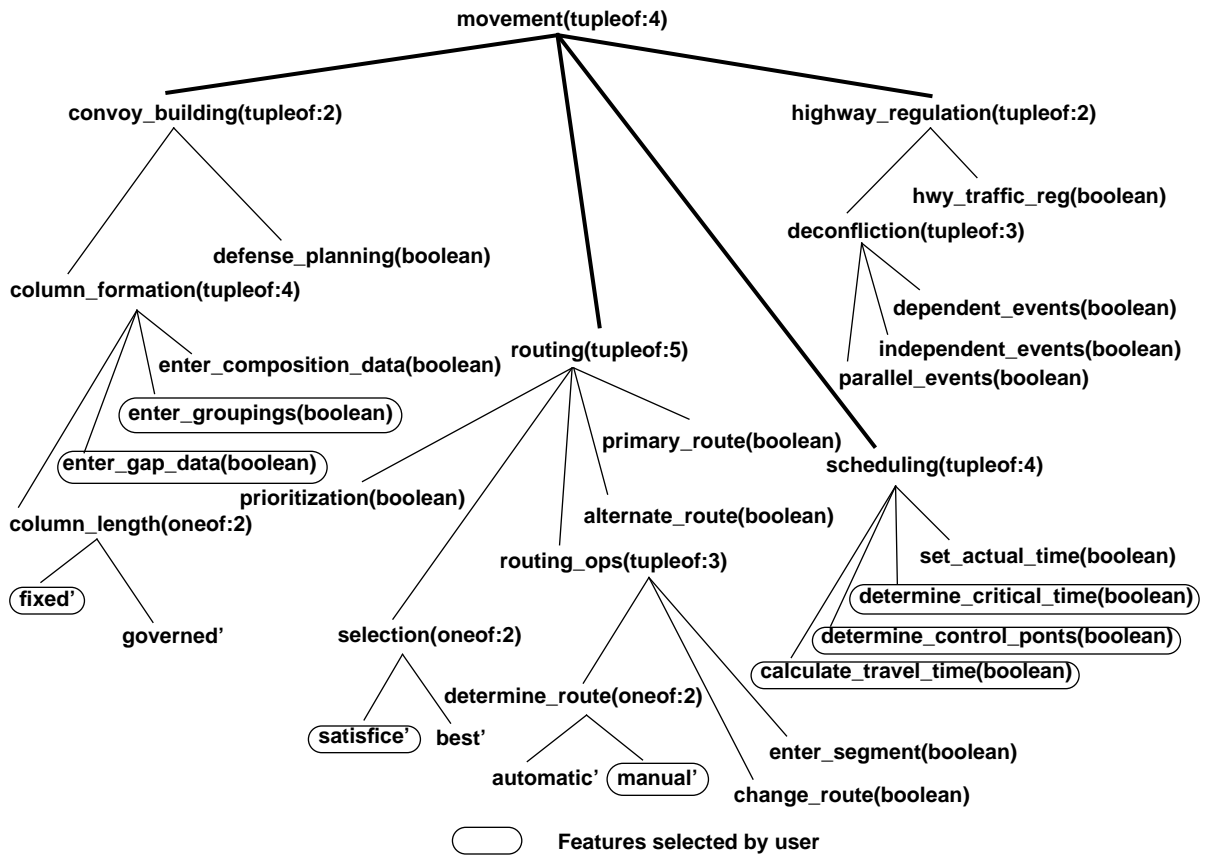 movement(tupleof:4)
convoy_building(tupleof:2)
highway_regulation(tupleof:2)
hwy_traffic_reg(boolean)
deconfliction(tupleof:3)
defense_planning(boolean)
column_formation(tupleof:4)
dependent_events(boolean)
independent_events(boolean)
parallel_events(boolean)
routing(tupleof:5)
enter_composition_data(boolean)
enter_groupings(boolean)
primary_route(boolean)
enter_gap_data(boolean)
scheduling(tupleof:4)
prioritization(boolean)
alternate_route(boolean)
column_length(oneof:2)
set_actual_time(boolean)
routing_ops(tupleof:3)
fixed’
determine_critical_time(boolean)
governed’
selection(oneof:2)
determine_control_ponts(boolean)
calculate_travel_time(boolean)
determine_route(oneof:2)
satisfice’
best’
enter_segment(boolean)
automatic’
manual’
change_route(boolean)
Features selected by user